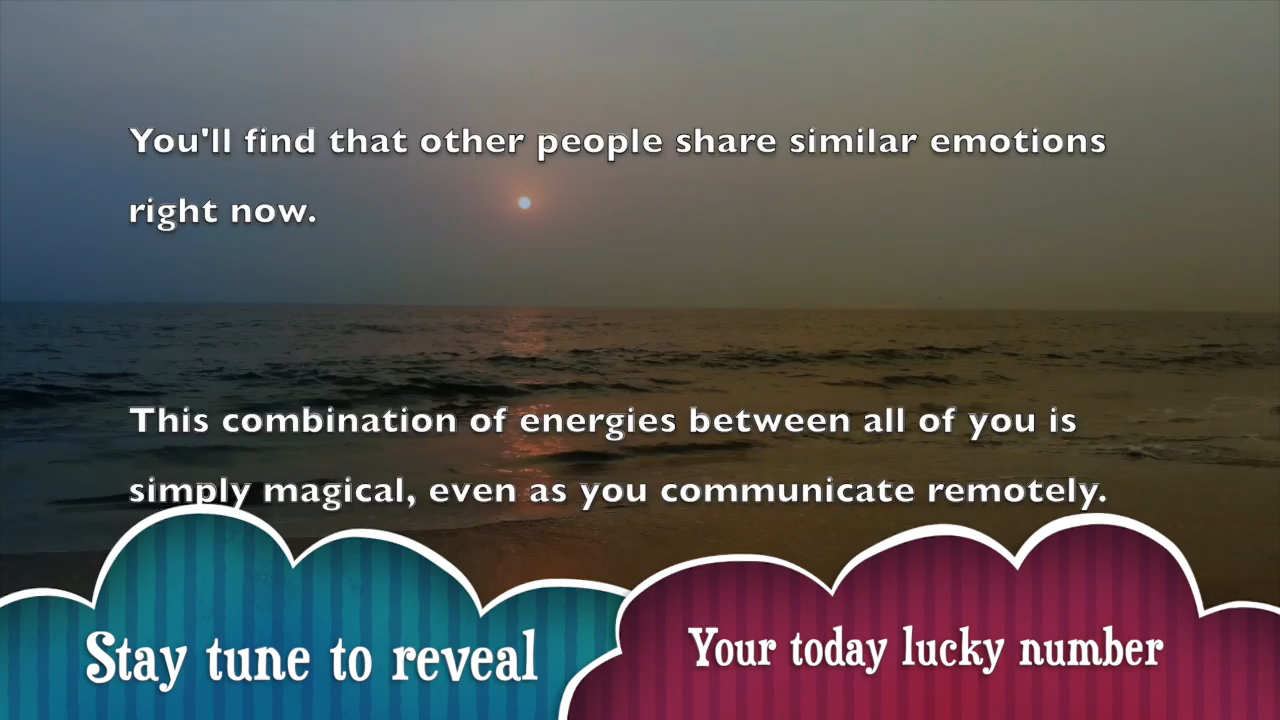 You'll find that other people share similar emotions
right now.
This combination of energies between all of you is
simply magical, even as you communicate remotely.
Stay tune to reveal
Your today lucky number